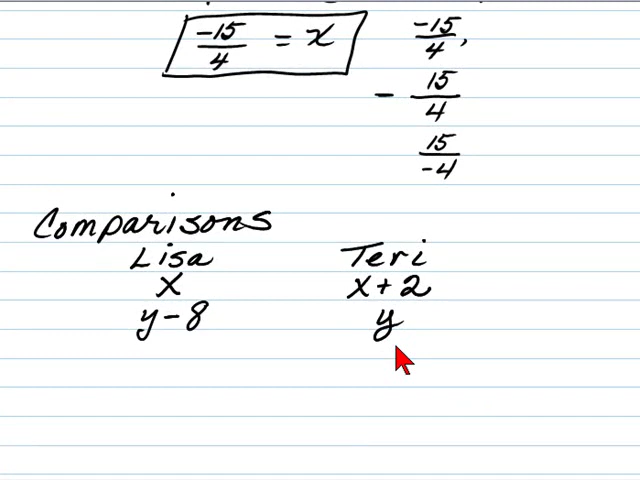 -15/4 = x
-15/4,
- 15/4
15/-4
Comparisons
Lisa Teri
x x + 2
y - 8 y